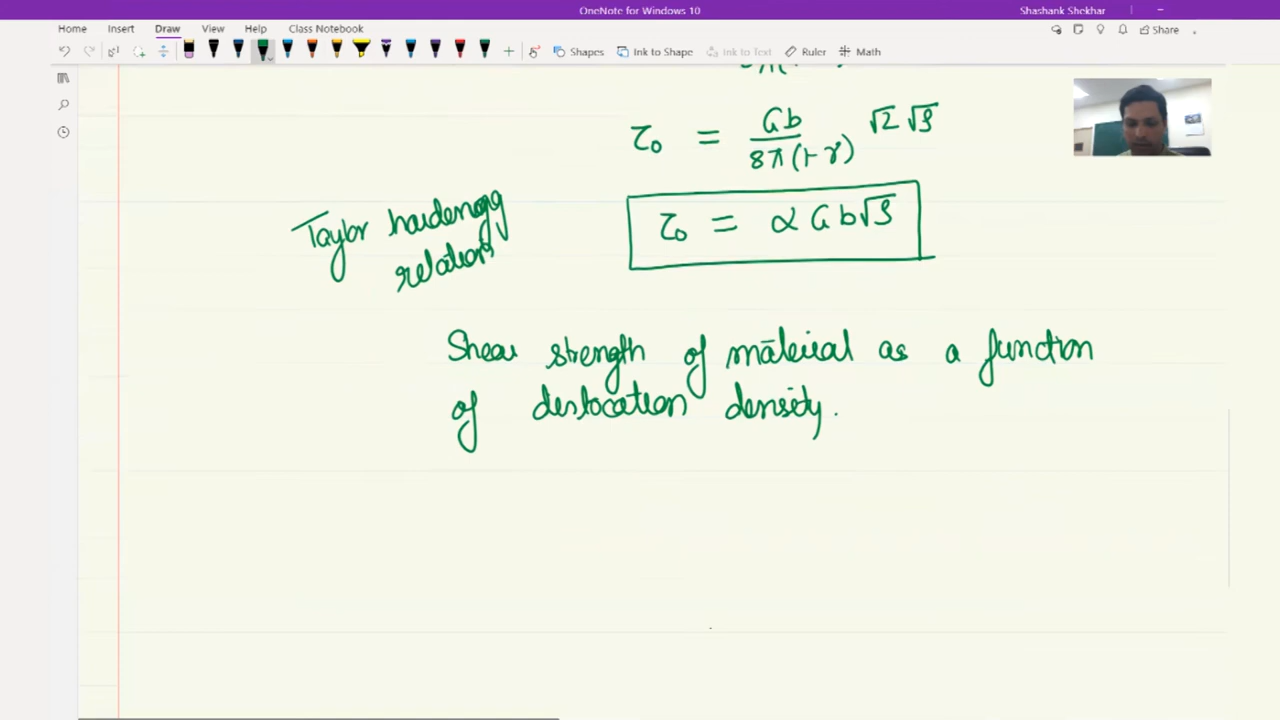 OneNote for Windows 10
Shashank Shekhar
Home Insert Draw View Help Class Notebook
Share
Shapes Ink to Shape Ink to Text Ruler Math
τ₀ = Gb / 8π(1-γ) √2 √ρ
Taylor hardening
relation
τ₀ = α G b √ρ
Shear strength of material as a function
of dislocation density.